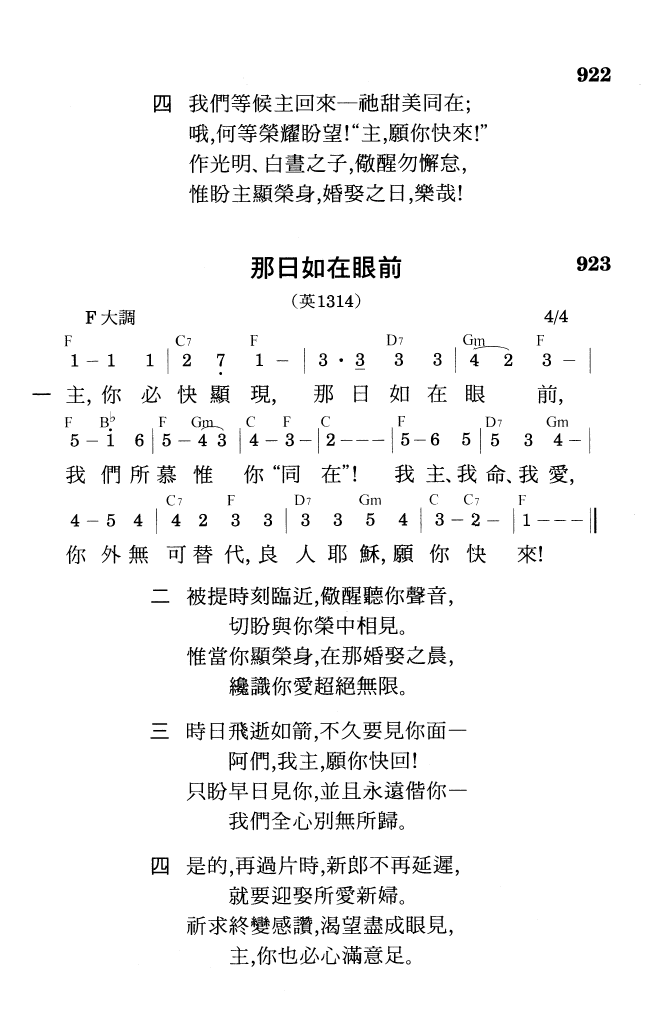 922
四 我們等候主回來─祂甜美同在;
哦,何等榮耀盼望!“主,願你快來!”
作光明、白晝之子,儆醒勿懈怠,
惟盼主顯榮身,婚娶之日,樂哉!
那日如在眼前 923
(英1314)
F 大調 4/4
F C7 F D7 Gm F
1 – 1 1 | 2 7 1 – | 3 · 3 3 3 | 4 2 3 – |
一 主, 你 必 快 顯 現, 那 日 如 在 眼 前,
F B♭ F Gm C F C F D7 Gm
5 – 1 6 | 5 – 4 3 | 4 – 3 – | 2 – – – | 5 – 6 5 | 5 3 4 – |
我 們 所 慕 惟 你 “同 在”! 我 主、我 命、我 愛,
C7 F D7 Gm C C7 F
4 – 5 4 | 4 2 3 3 | 3 3 5 4 | 3 – 2 – | 1 – – – ||
你 外 無 可 替 代, 良 人 耶 穌, 願 你 快 來!
二 被提時刻臨近,儆醒聽你聲音,
切盼與你榮中相見。
惟當你顯榮身,在那婚娶之晨,
纔識你愛超絕無限。
三 時日飛逝如箭,不久要見你面─
阿們,我主,願你快回!
只盼早日見你,並且永遠偕你─
我們全心別無所歸。
四 是的,再過片時,新郎不再延遲,
就要迎娶所愛新婦。
祈求終變感讚,渴望盡成眼見,
主,你也必心滿意足。